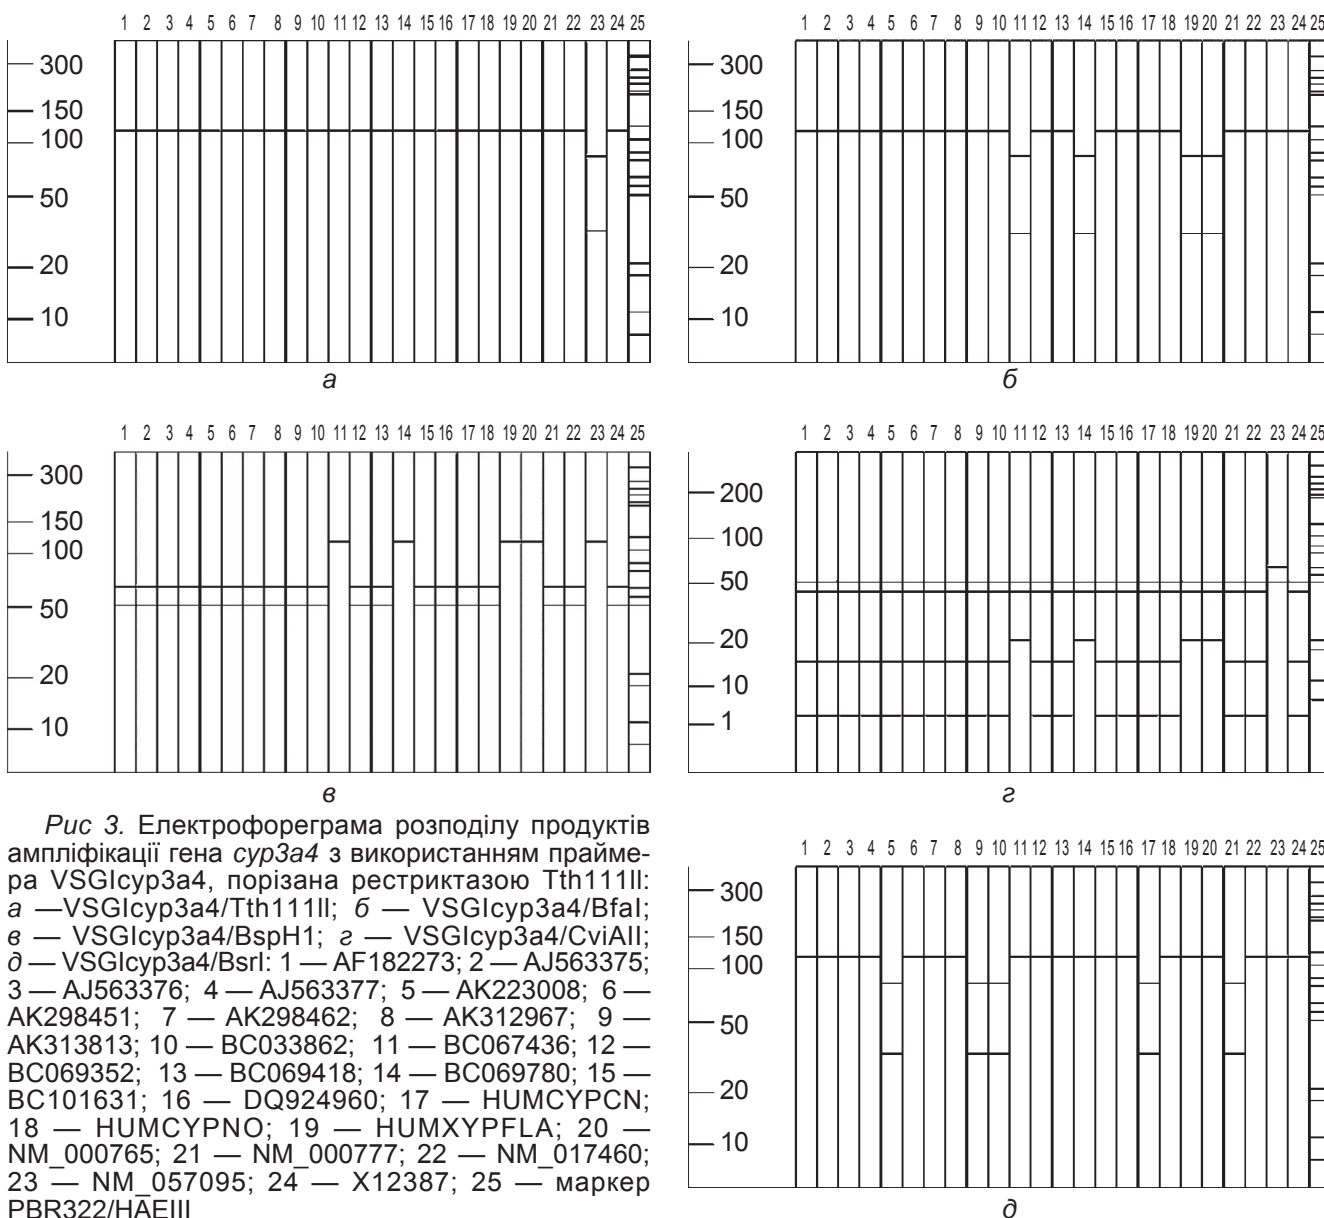 1 2 3 4 5 6 7 8 9 10 11 12 13 14 15 16 17 18 19 20 21 22 23 24 25
300
150
100
50
20
10
а
1 2 3 4 5 6 7 8 9 10 11 12 13 14 15 16 17 18 19 20 21 22 23 24 25
300
150
100
50
20
10
б
1 2 3 4 5 6 7 8 9 10 11 12 13 14 15 16 17 18 19 20 21 22 23 24 25
300
150
100
50
20
10
в
1 2 3 4 5 6 7 8 9 10 11 12 13 14 15 16 17 18 19 20 21 22 23 24 25
200
100
50
20
10
1
г
Рис 3. Електрофореграма розподілу продуктів
ампліфікації гена cyp3a4 з використанням прайме-
ра VSGIcyp3a4, порізана рестриктазою Tth111II:
а —VSGIcyp3a4/Tth111II; б — VSGIcyp3a4/BfaI;
в — VSGIcyp3a4/BspH1; г — VSGIcyp3a4/CviAII;
д — VSGIcyp3a4/BsrI: 1 — AF182273; 2 — AJ563375;
3 — AJ563376; 4 — AJ563377; 5 — AK223008; 6 —
AK298451; 7 — AK298462; 8 — AK312967; 9 —
AK313813; 10 — BC033862; 11 — BC067436; 12 —
BC069352; 13 — BC069418; 14 — BC069780; 15 —
BC101631; 16 — DQ924960; 17 — HUMCYPCN;
18 — HUMCYPNO; 19 — HUMXYPFLA; 20 —
NM_000765; 21 — NM_000777; 22 — NM_017460;
23 — NM_057095; 24 — X12387; 25 — маркер
PBR322/HAEIII
1 2 3 4 5 6 7 8 9 10 11 12 13 14 15 16 17 18 19 20 21 22 23 24 25
300
150
100
50
20
10
д